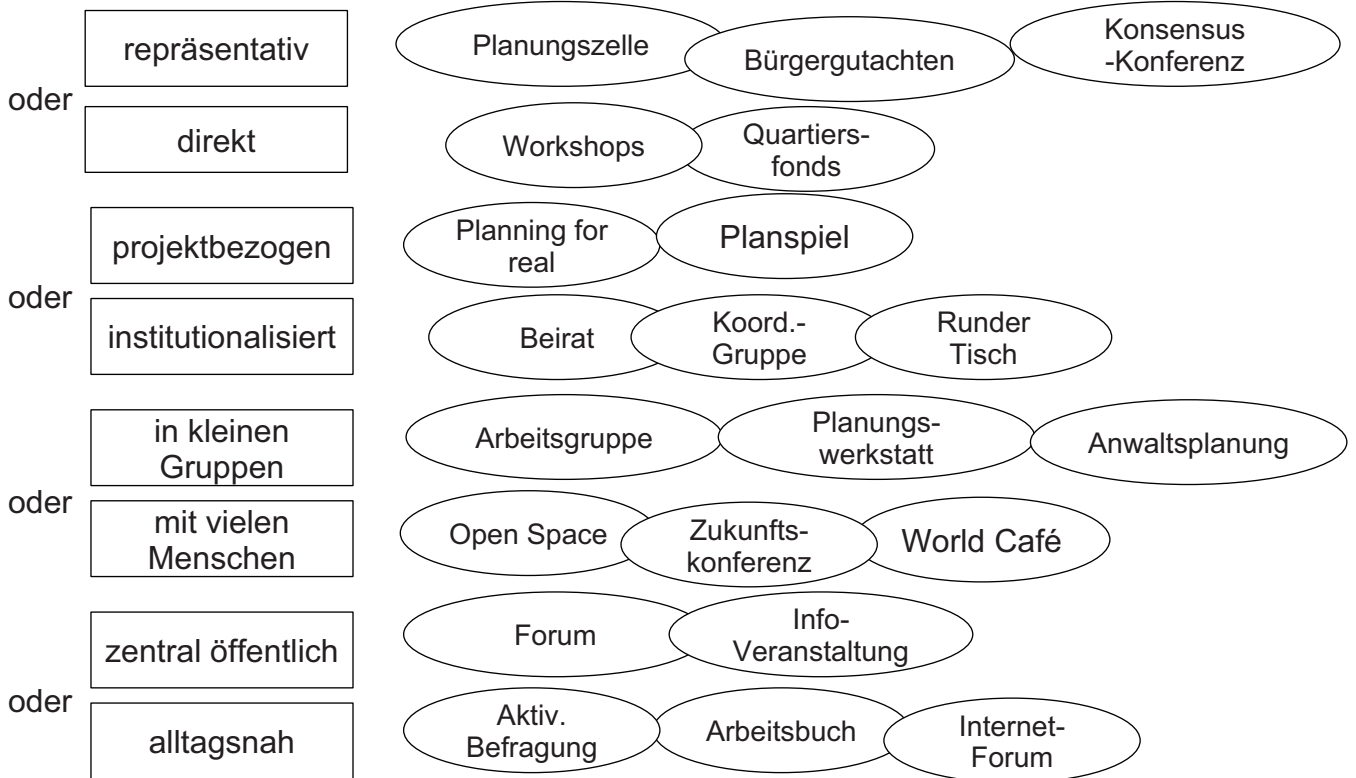 repräsentativ
Planungszelle
Bürgergutachten
Konsensus
-Konferenz
oder
direkt
Workshops
Quartiers-
fonds
projektbezogen
Planning for
real
Planspiel
oder
institutionalisiert
Beirat
Koord.-
Gruppe
Runder
Tisch
in kleinen
Gruppen
Arbeitsgruppe
Planungs-
werkstatt
Anwaltsplanung
oder
mit vielen
Menschen
Open Space
Zukunfts-
konferenz
World Café
zentral öffentlich
Forum
Info-
Veranstaltung
oder
alltagsnah
Aktiv.
Befragung
Arbeitsbuch
Internet-
Forum